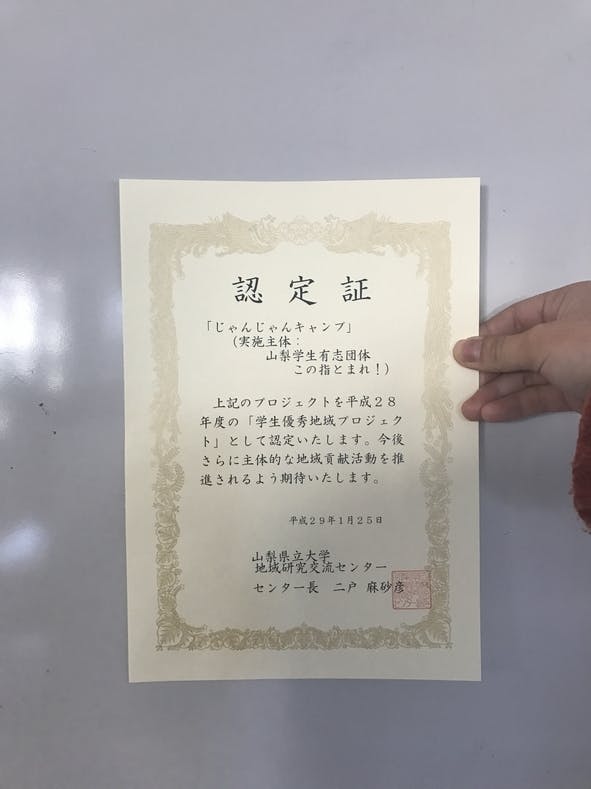 認定証
「じゃんじゃんキャンプ」
(実施主体:
山梨学生有志団体
この指とまれ!)
上記のプロジェクトを平成28
年度の「学生優秀地域プロジェク
ト」として認定いたします。今後
さらに主体的な地域貢献活動を推
進されるよう期待いたします。
平成29年1月25日
山梨県立大学
地域研究交流センター
センター長 二戸 麻砂彦